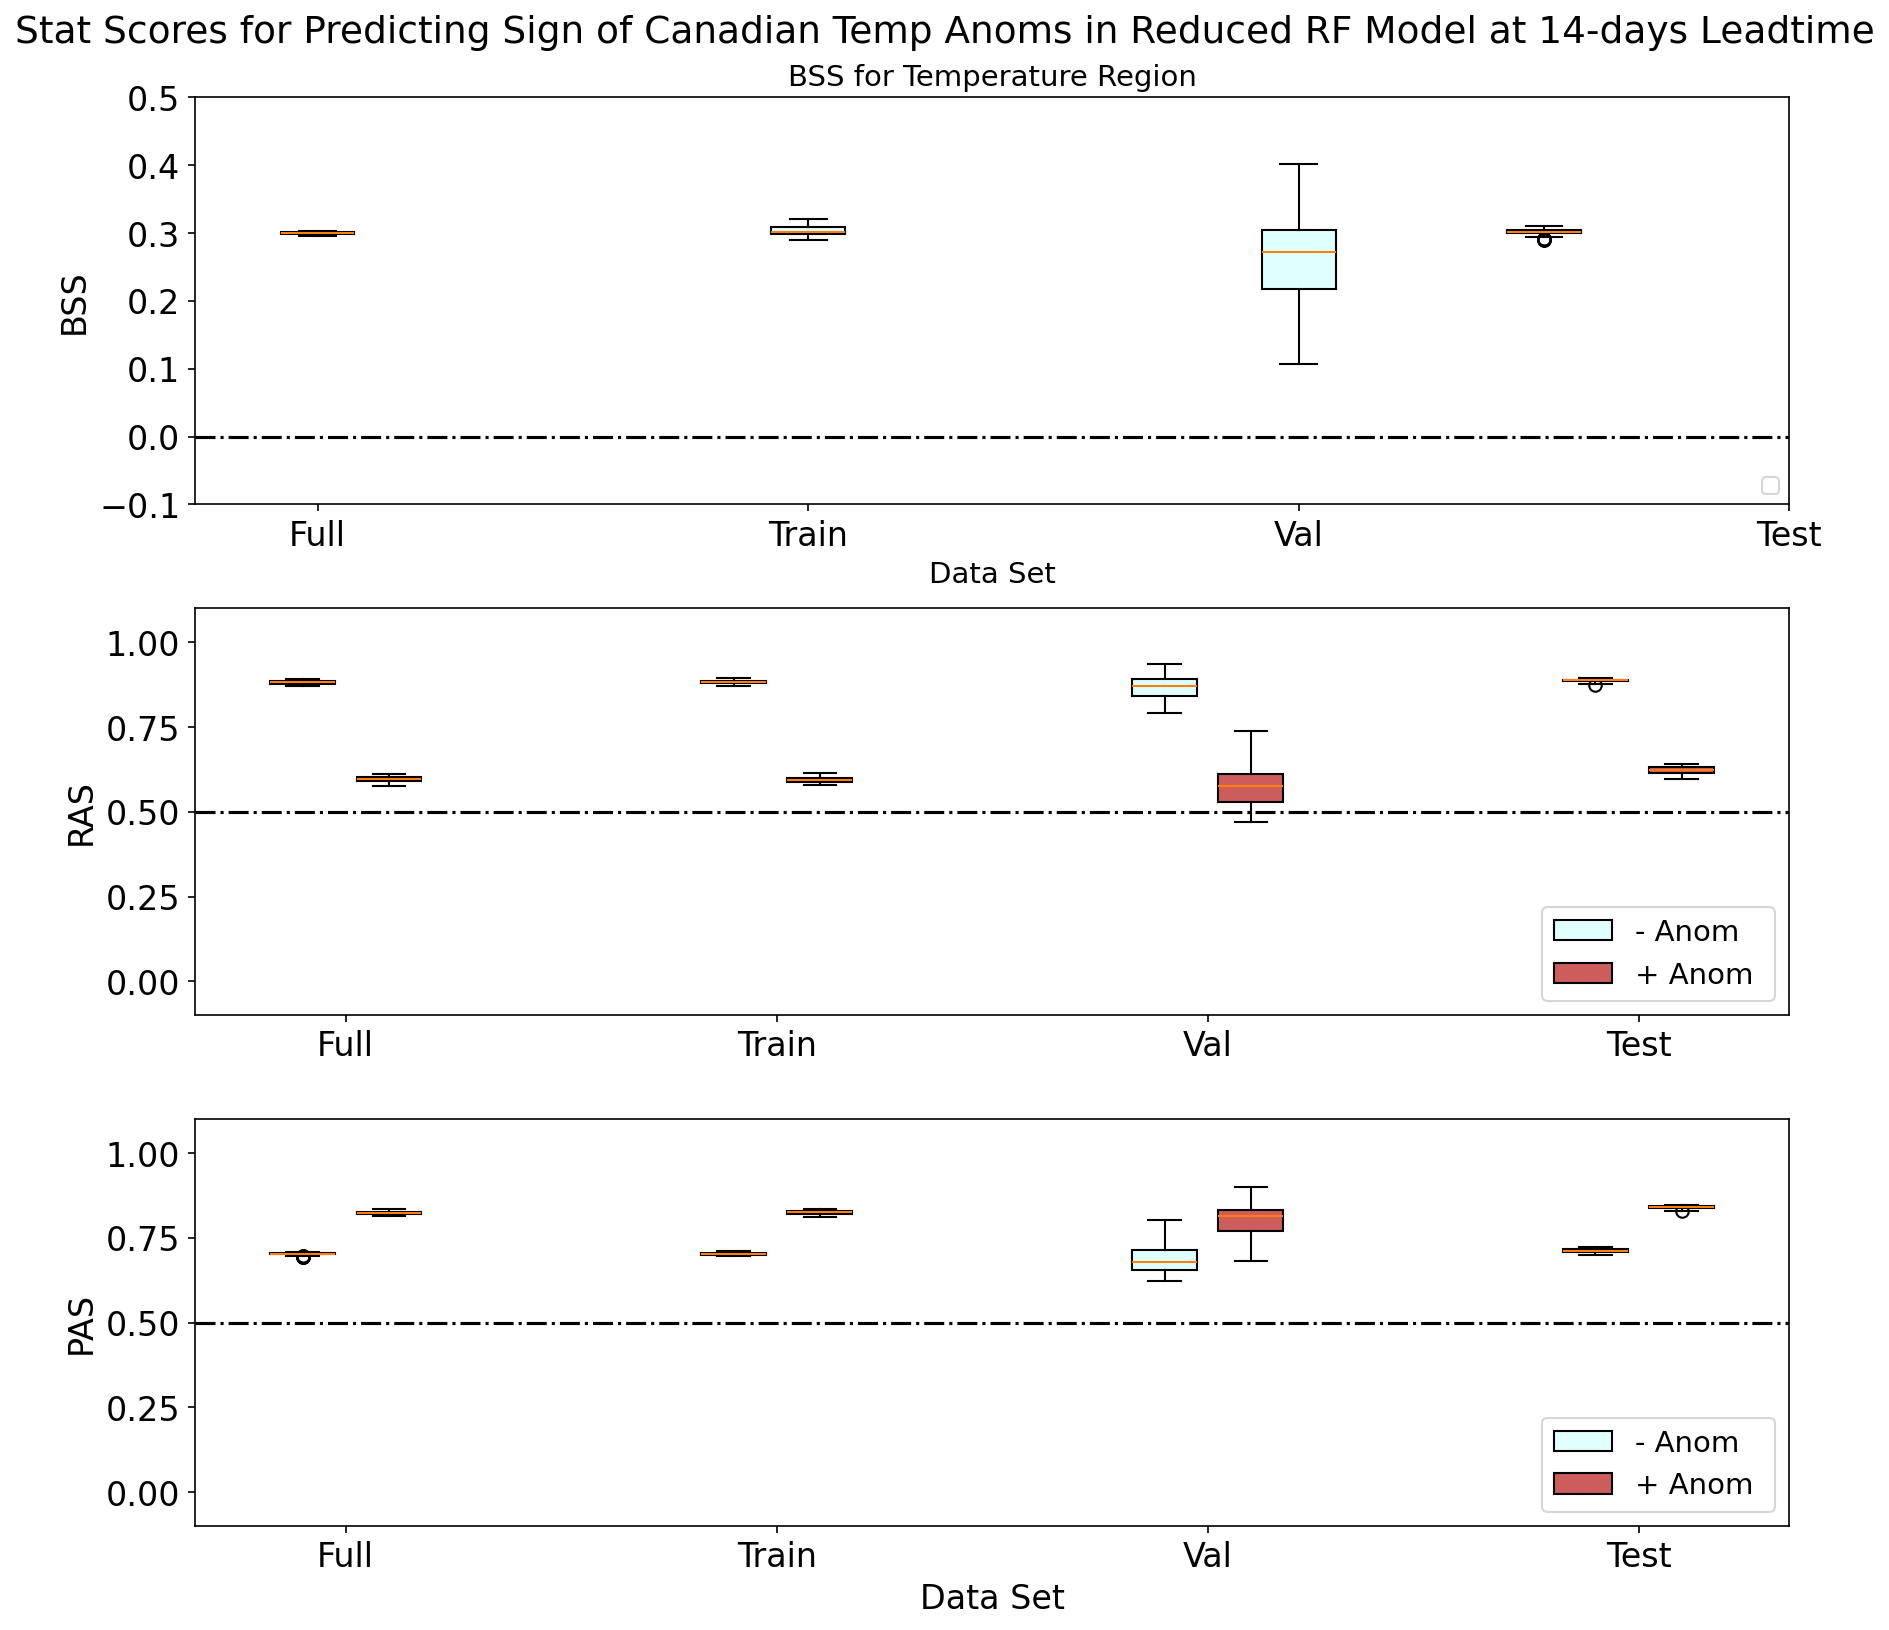 Stat Scores for Predicting Sign of Canadian Temp Anoms in Reduced RF Model at 14-days Leadtime
BSS for Temperature Region
0.5
0.4
0.3
0.2
0.1
0.0
−0.1
BSS
Full Train Val Test
Data Set
1.00
0.75
0.50
0.25
0.00
RAS
- Anom
+ Anom
Full Train Val Test
1.00
0.75
0.50
0.25
0.00
PAS
- Anom
+ Anom
Full Train Val Test
Data Set